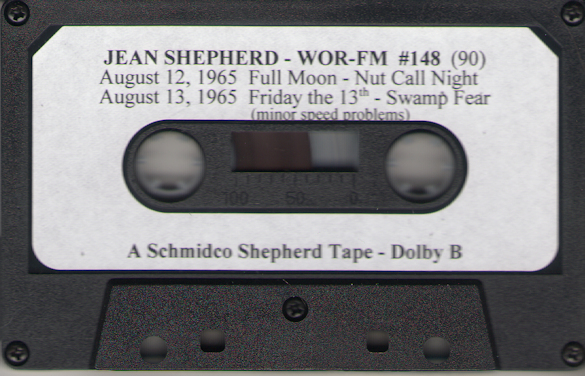 JEAN SHEPHERD - WOR-FM #148 (90)
August 12, 1965 Full Moon - Nut Call Night
August 13, 1965 Friday the 13th - Swamp Fear
(minor speed problems)
100 50 0
A Schmidco Shepherd Tape - Dolby B